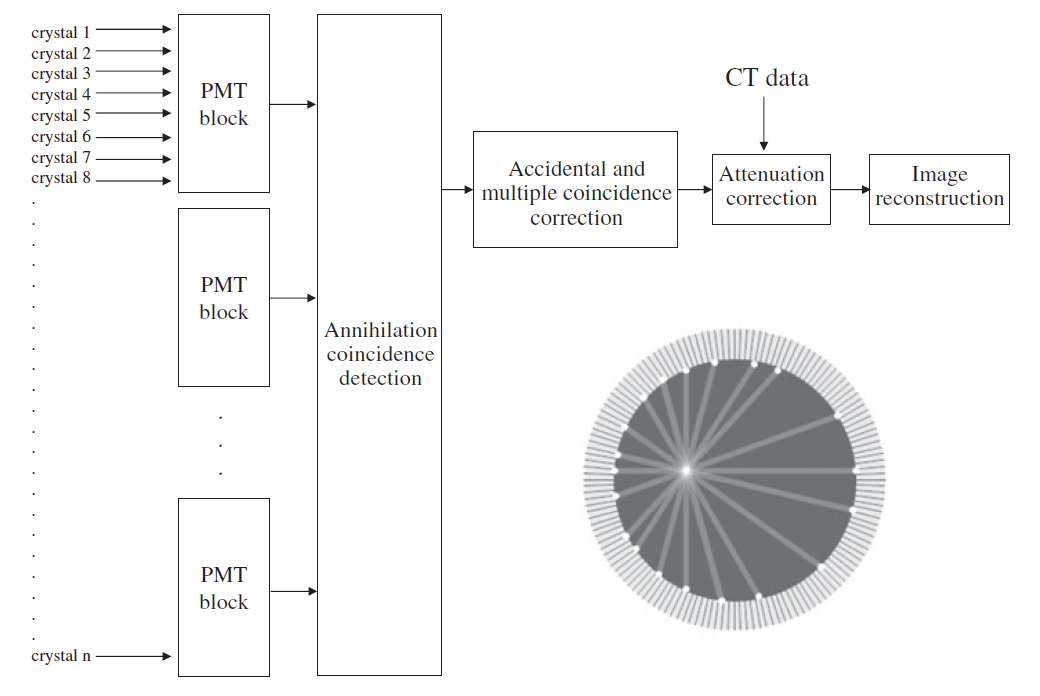 crystal 1
crystal 2
crystal 3
crystal 4
crystal 5
crystal 6
crystal 7
crystal 8
crystal n
PMT
block
PMT
block
PMT
block
Annihilation
coincidence
detection
Accidental and
multiple coincidence
correction
CT data
Attenuation
correction
Image
reconstruction